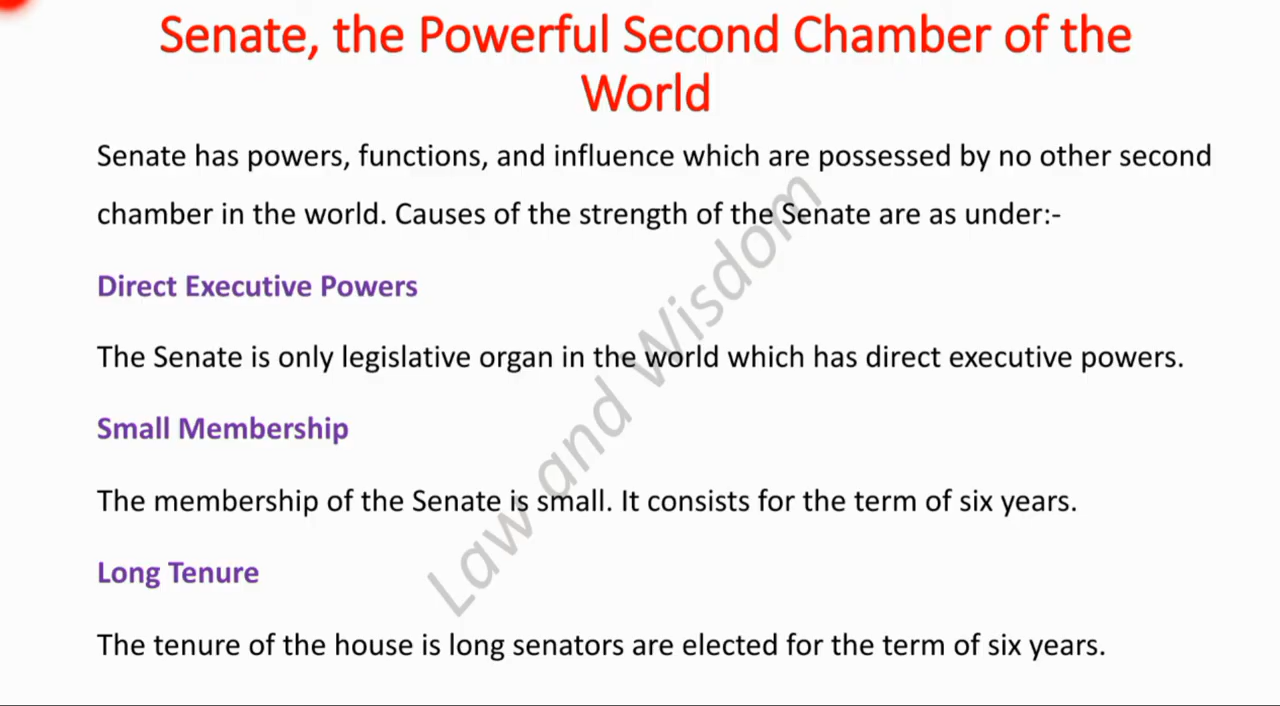 Senate, the Powerful Second Chamber of the
World
Senate has powers, functions, and influence which are possessed by no other second
chamber in the world. Causes of the strength of the Senate are as under:-
Direct Executive Powers
The Senate is only legislative organ in the world which has direct executive powers.
Small Membership
The membership of the Senate is small. It consists for the term of six years.
Long Tenure
The tenure of the house is long senators are elected for the term of six years.
Law and Wisdom